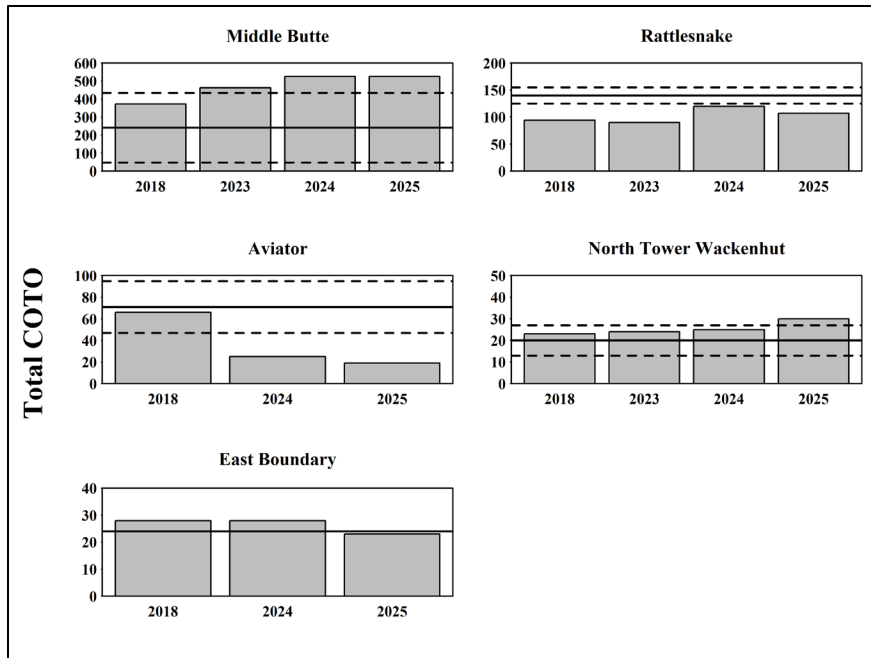 Total COTO
Middle Butte
600
500
400
300
200
100
0
2018 2023 2024 2025
Rattlesnake
200
150
100
50
0
2018 2023 2024 2025
Aviator
100
80
60
40
20
0
2018 2024 2025
North Tower Wackenhut
50
40
30
20
10
0
2018 2023 2024 2025
East Boundary
40
30
20
10
0
2018 2024 2025